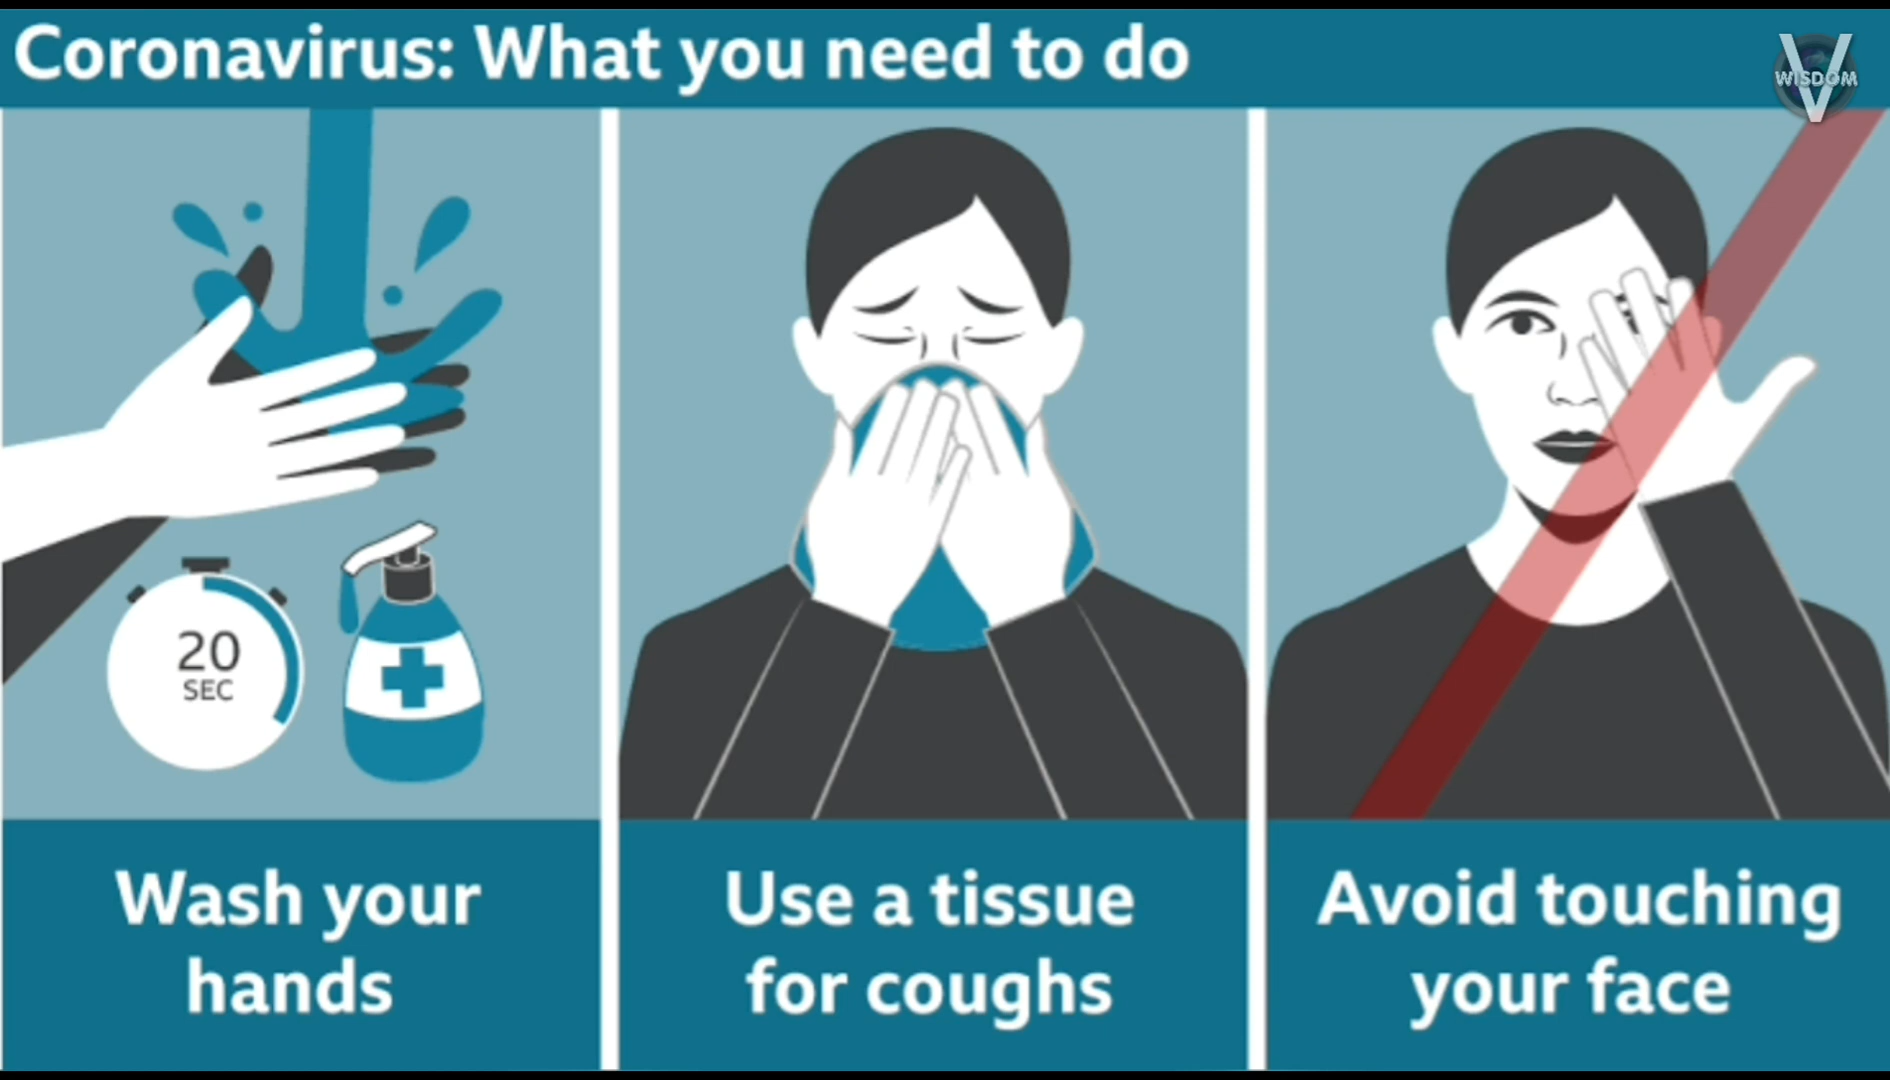 Coronavirus: What you need to do
V
WISDOM
20
SEC
Wash your
hands
Use a tissue
for coughs
Avoid touching
your face